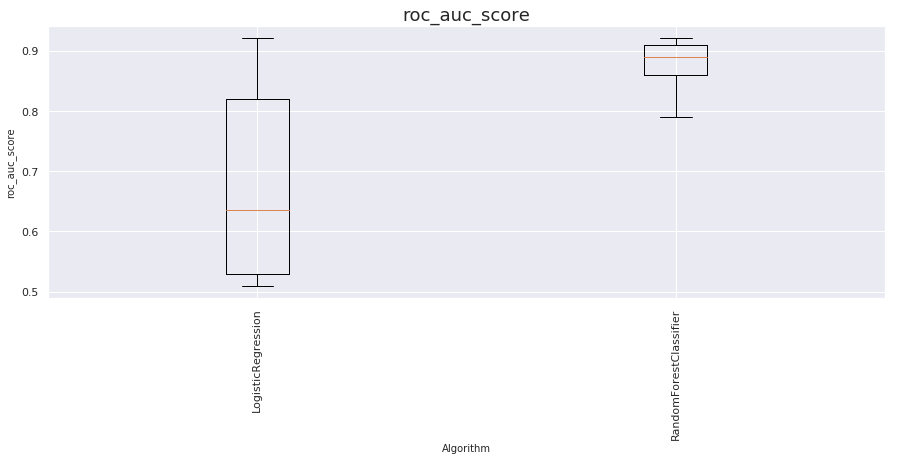 roc_auc_score
roc_auc_score
0.9
0.8
0.7
0.6
0.5
LogisticRegression
RandomForestClassifier
Algorithm